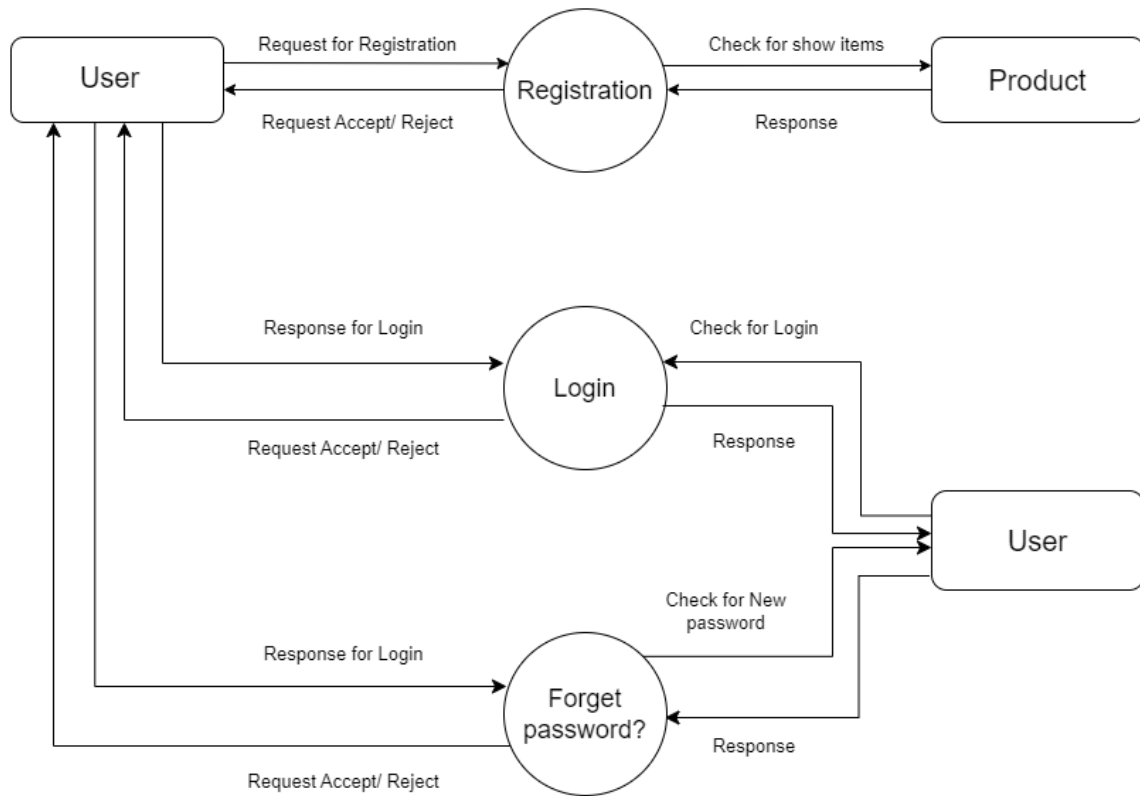 Request for Registration
Check for show items
User
Registration
Product
Request Accept/ Reject
Response
Response for Login
Check for Login
Login
Request Accept/ Reject
Response
User
Check for New
password
Response for Login
Forget
password?
Response
Request Accept/ Reject